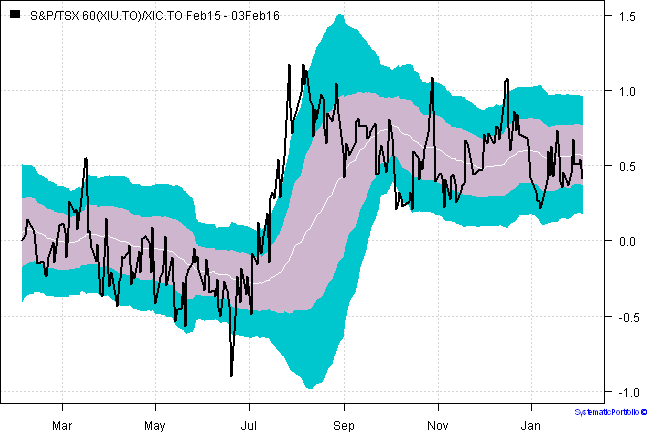 S&P/TSX 60(XIU.TO)/XIC.TO Feb15 - 03Feb16
1.5
1.0
0.5
0.0
-0.5
-1.0
SystematicPortfolio ©
Mar May Jul Sep Nov Jan